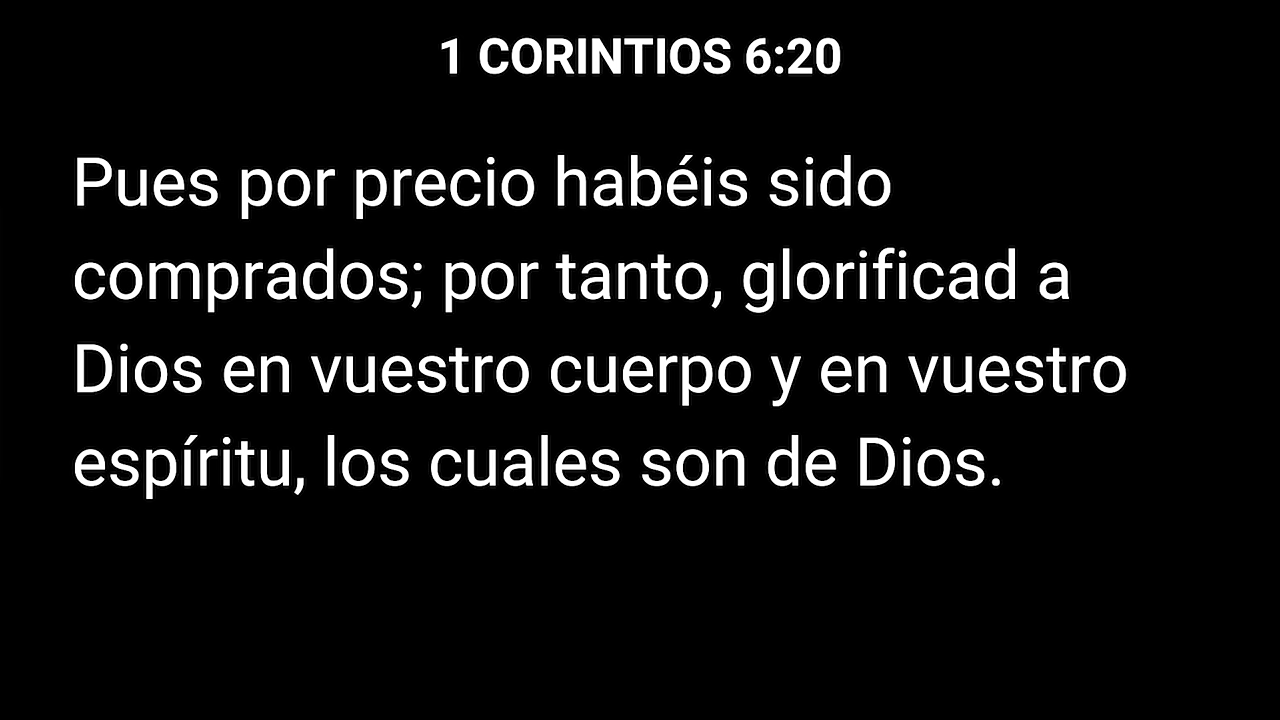 1 CORINTIOS 6:20
Pues por precio habéis sido
comprados; por tanto, glorificad a
Dios en vuestro cuerpo y en vuestro
espíritu, los cuales son de Dios.